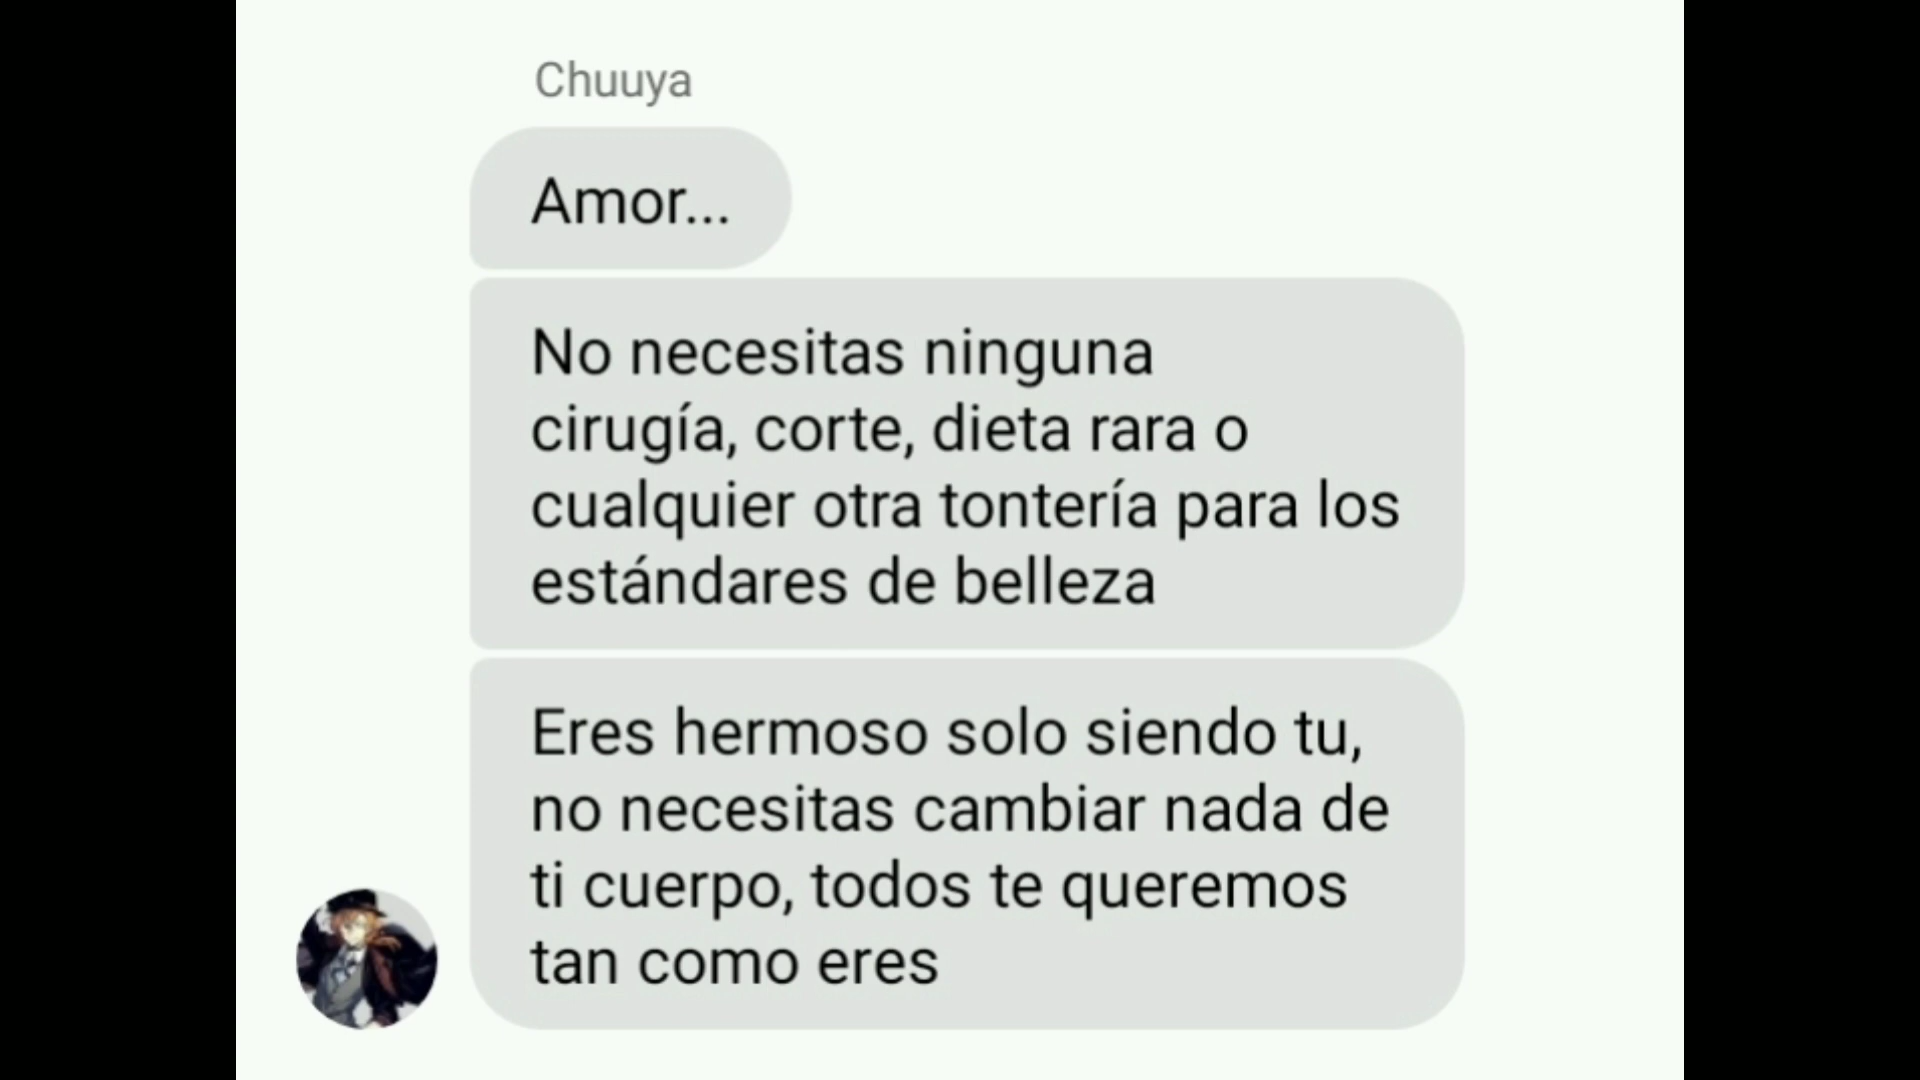 Chuuya
Amor...
No necesitas ninguna
cirugía, corte, dieta rara o
cualquier otra tontería para los
estándares de belleza
Eres hermoso solo siendo tu,
no necesitas cambiar nada de
ti cuerpo, todos te queremos
tan como eres